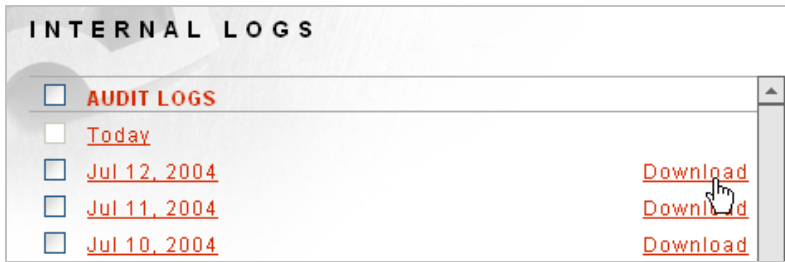 INTERNAL LOGS
AUDIT LOGS
Today
Jul 12, 2004 Download
Jul 11, 2004 Download
Jul 10, 2004 Download